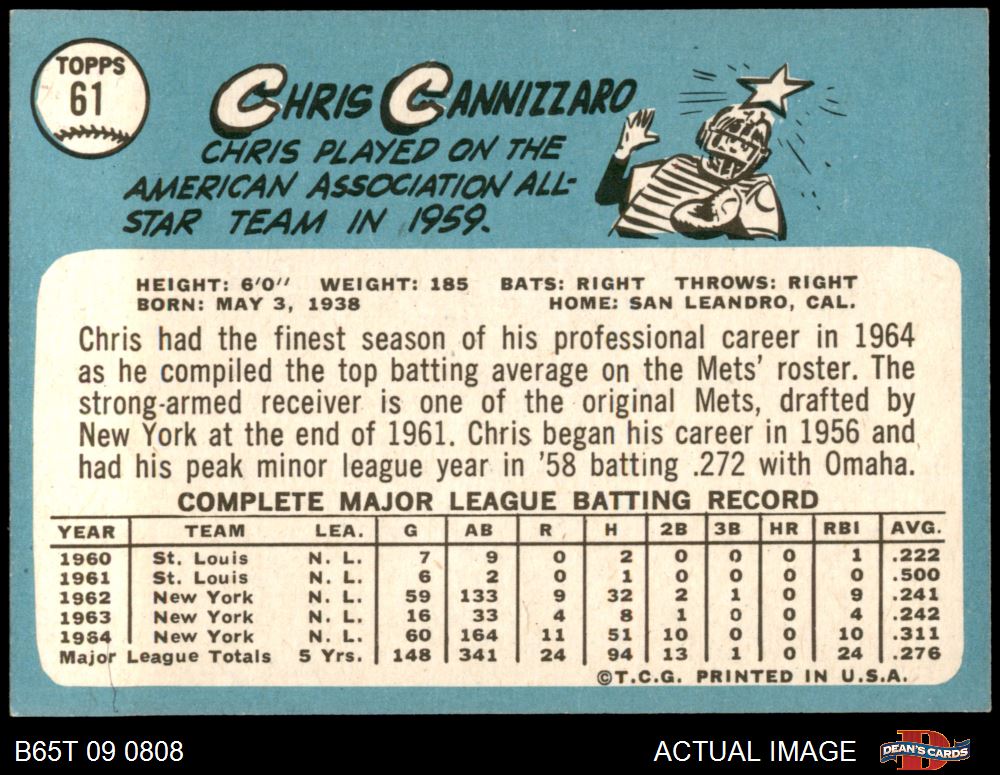 TOPPS
61
CHRIS CANNIZZARO
CHRIS PLAYED ON THE
AMERICAN ASSOCIATION ALL-
STAR TEAM IN 1959.
HEIGHT: 6'0" WEIGHT: 185 BATS: RIGHT THROWS: RIGHT
BORN: MAY 3, 1938 HOME: SAN LEANDRO, CAL.
Chris had the finest season of his professional career in 1964
as he compiled the top batting average on the Mets' roster. The
strong-armed receiver is one of the original Mets, drafted by
New York at the end of 1961. Chris began his career in 1956 and
had his peak minor league year in '58 batting .272 with Omaha.
COMPLETE MAJOR LEAGUE BATTING RECORD
YEAR TEAM LEA. G AB R H 2B 3B HR RBI AVG.
1960 St. Louis N. L. 7 9 0 2 0 0 0 1 .222
1961 St. Louis N. L. 6 2 0 1 0 0 0 0 .500
1962 New York N. L. 59 133 9 32 2 1 0 9 .241
1963 New York N. L. 16 33 4 8 1 0 0 4 .242
1964 New York N. L. 60 164 11 51 10 0 0 10 .311
Major League Totals 5 Yrs. 148 341 24 94 13 1 0 24 .276
©T.C.G. PRINTED IN U.S.A.
B65T 09 0808 ACTUAL IMAGE DEAN'S CARDS